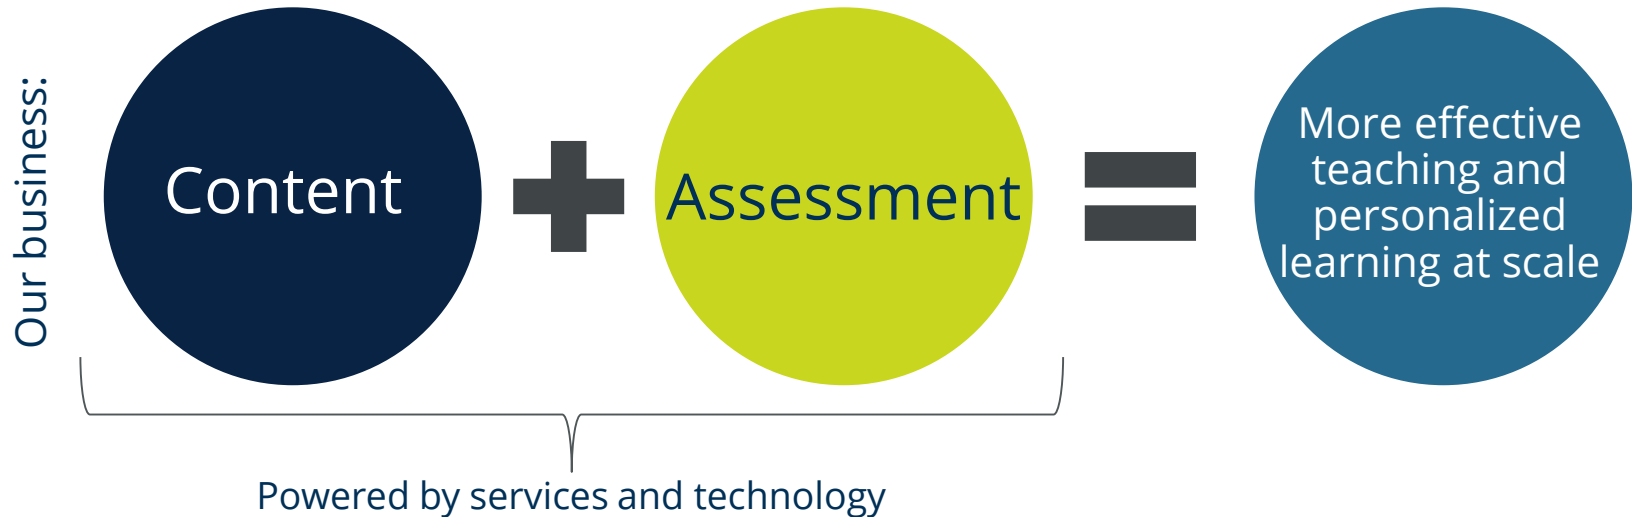 Our business:
Content
Assessment
More effective
teaching and
personalized
learning at scale
Powered by services and technology